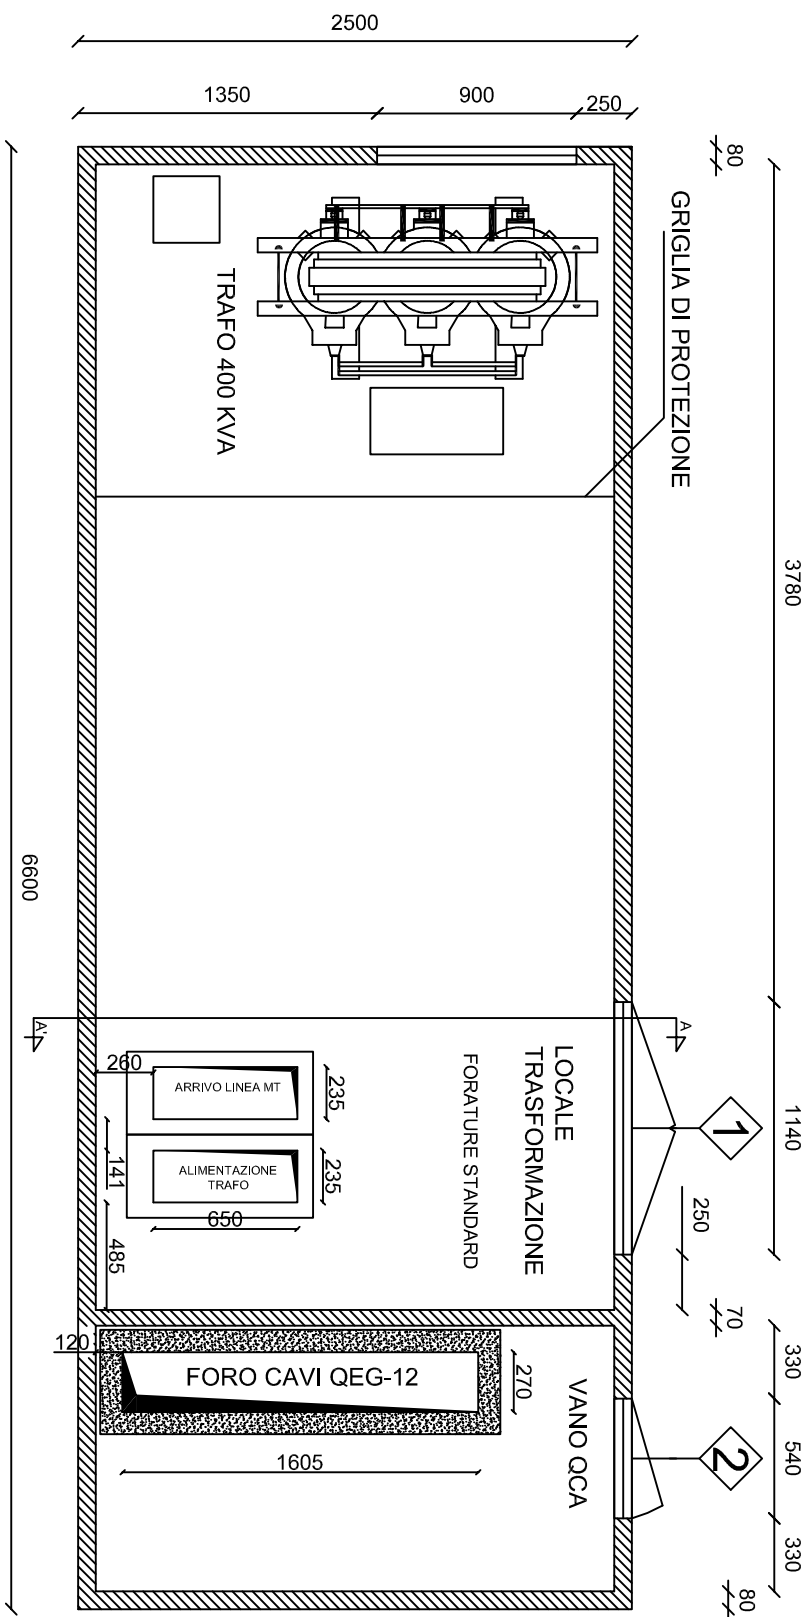 2500
1350
900
250
80
GRIGLIA DI PROTEZIONE
TRAFO 400 KVA
3780
6600
A'
A
1140
1
LOCALE
TRASFORMAZIONE
FORATURE STANDARD
260
ARRIVO LINEA MT
235
141
ALIMENTAZIONE
TRAFO
235
650
485
250
70
330
120
FORO CAVI QEG-12
270
VANO QCA
1605
540
2
330
80